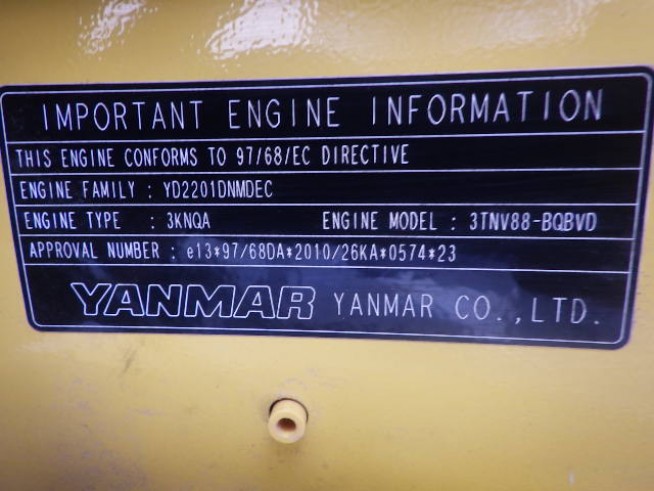 IMPORTANT ENGINE INFORMATION
THIS ENGINE CONFORMS TO 97/68/EC DIRECTIVE
ENGINE FAMILY : YD2201DNMDEC
ENGINE TYPE : 3KNQA ENGINE MODEL : 3TNV88-BQBVD
APPROVAL NUMBER : e13*97/68DA*2010/26KA*0574*23
YANMAR YANMAR CO.,LTD.